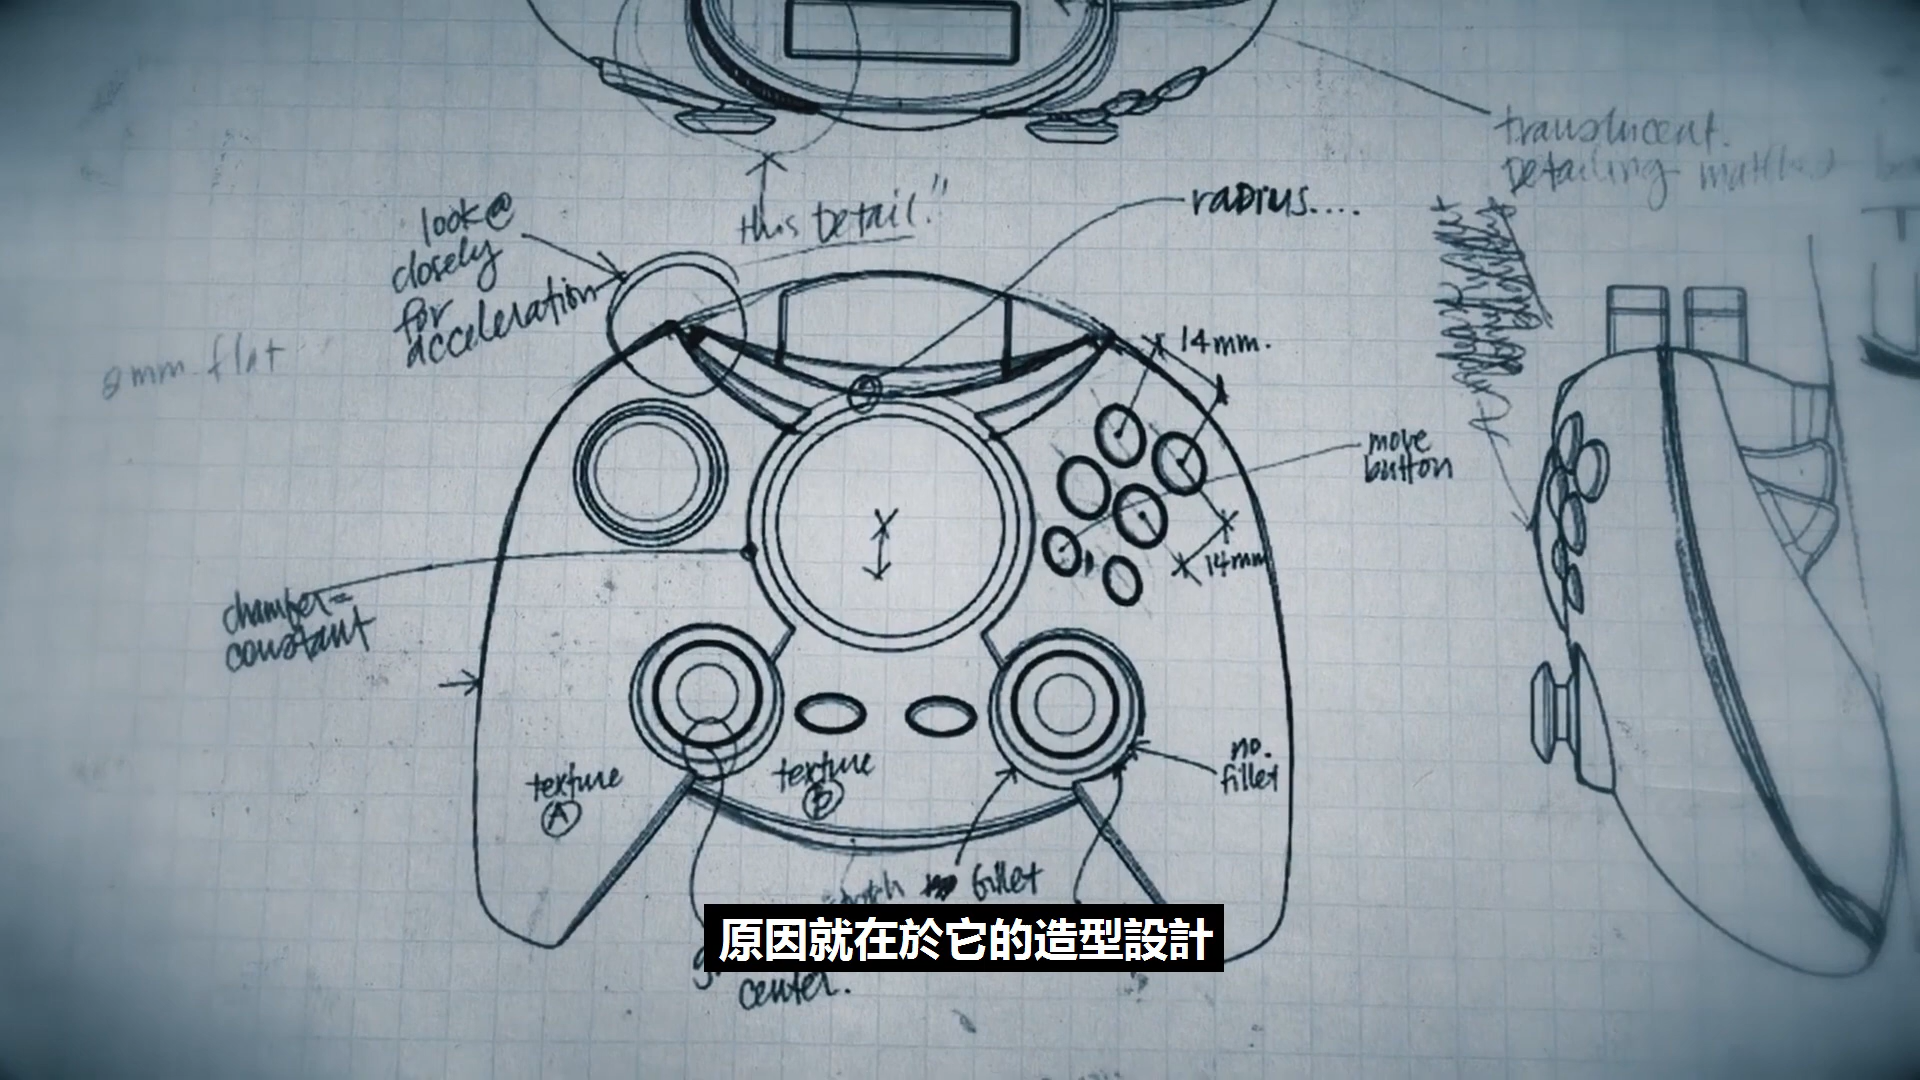 translucent.
Detailing
look@
closely
for
acceleration
this Detail!!
radius....
14mm.
2mm flat
move
button
14mm
chamfer =
constant
no.
fillet
texture
A
texture
B
fillet
原因就在於它的造型設計
center.